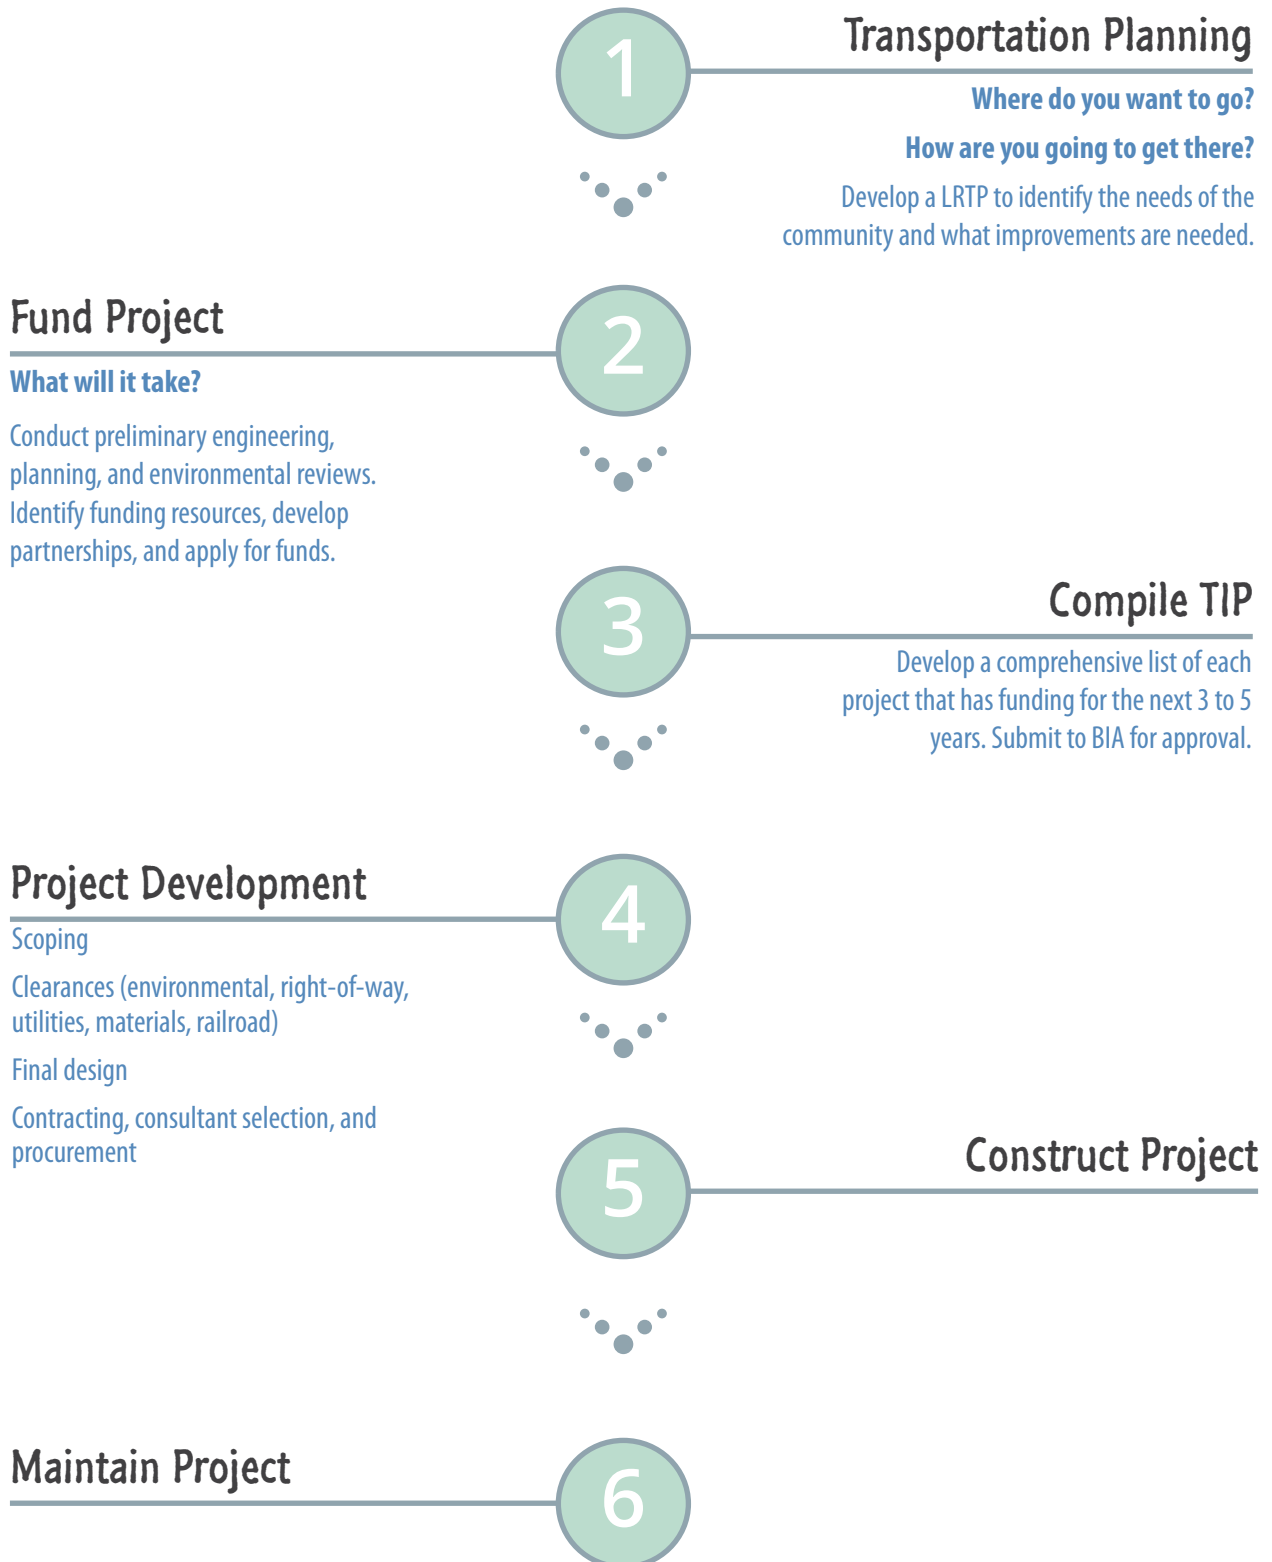 1
Transportation Planning
Where do you want to go?
How are you going to get there?
Develop a LRTP to identify the needs of the
community and what improvements are needed.
2
Fund Project
What will it take?
Conduct preliminary engineering,
planning, and environmental reviews.
Identify funding resources, develop
partnerships, and apply for funds.
3
Compile TIP
Develop a comprehensive list of each
project that has funding for the next 3 to 5
years. Submit to BIA for approval.
4
Project Development
Scoping
Clearances (environmental, right-of-way,
utilities, materials, railroad)
Final design
Contracting, consultant selection, and
procurement
5
Construct Project
6
Maintain Project